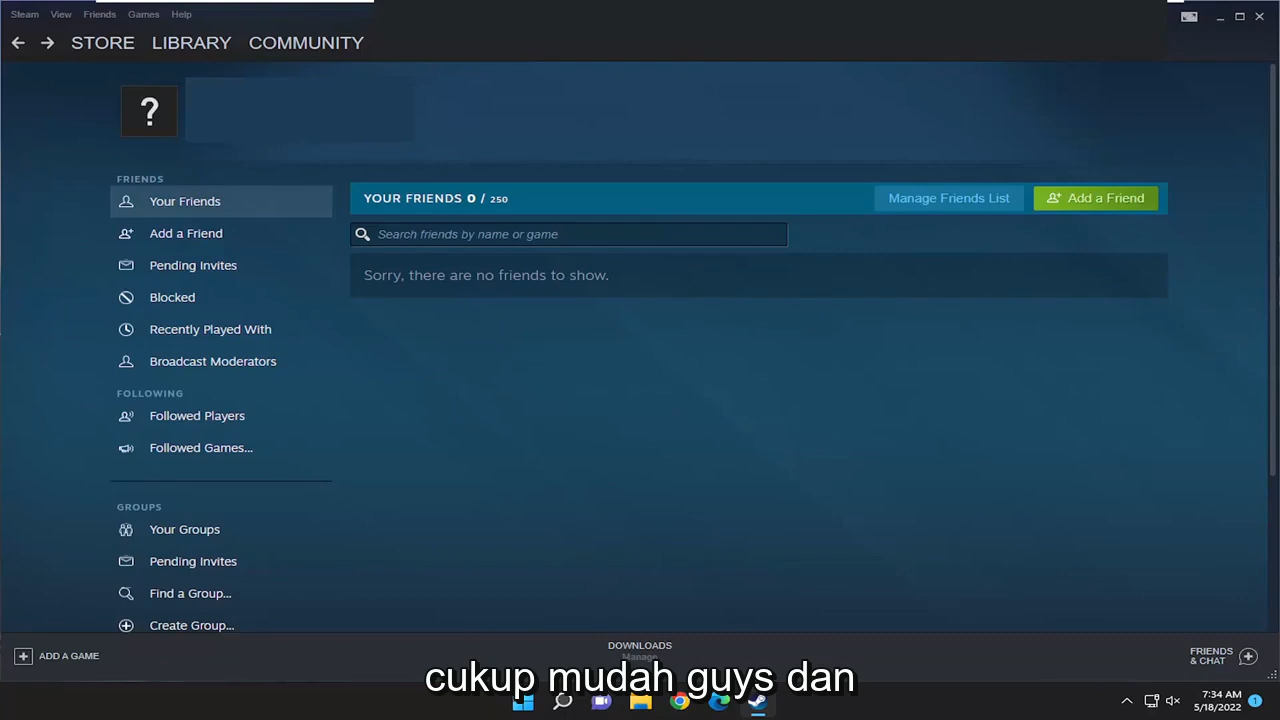 Steam View Friends Games Help
STORE LIBRARY COMMUNITY
?
FRIENDS
Your Friends
Add a Friend
Pending Invites
Blocked
Recently Played With
Broadcast Moderators
FOLLOWING
Followed Players
Followed Games...
GROUPS
Your Groups
Pending Invites
Find a Group...
Create Group...
YOUR FRIENDS 0 / 250
Manage Friends List
Add a Friend
Search friends by name or game
Sorry, there are no friends to show.
ADD A GAME
DOWNLOADS
Manage
FRIENDS
& CHAT
cukup mudah guys dan
7:34 AM
5/18/2022
1